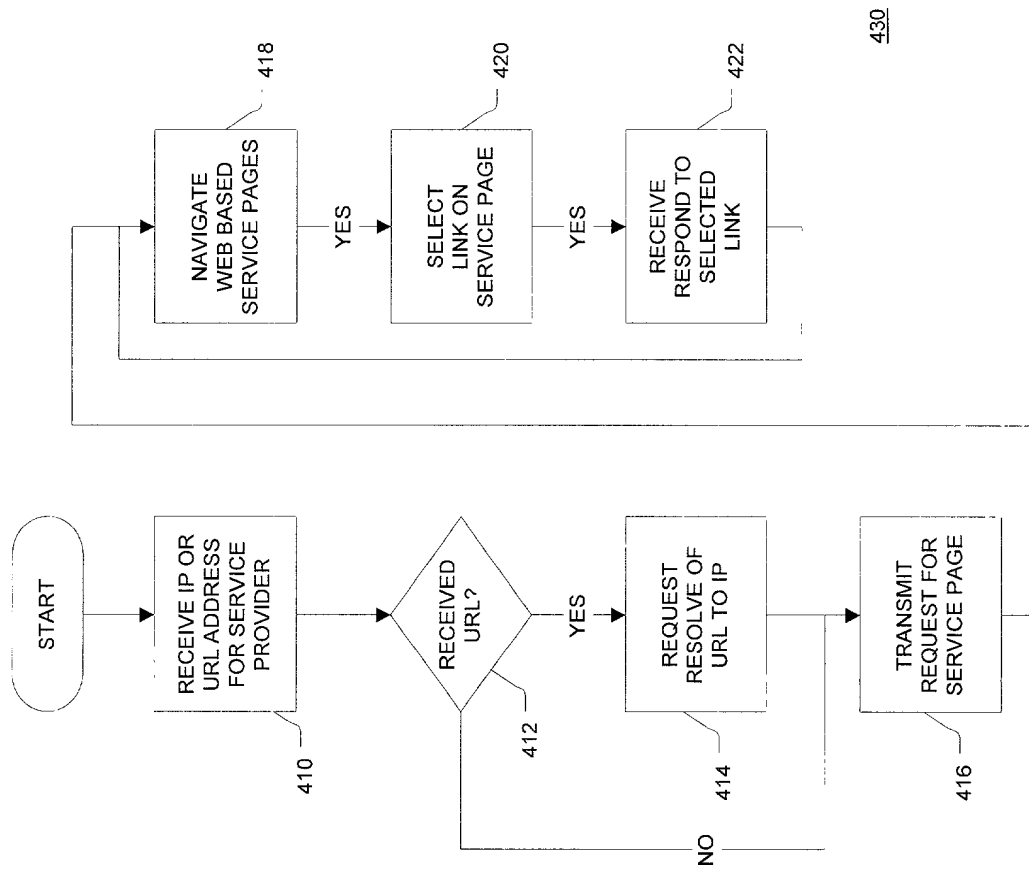 START
RECEIVE IP OR
URL ADDRESS
FOR SERVICE
PROVIDER
410
RECEIVED
URL?
412
YES
NO
REQUEST
RESOLVE OF
URL TO IP
414
TRANSMIT
REQUEST FOR
SERVICE PAGE
416
NAVIGATE
WEB BASED
SERVICE PAGES
418
YES
SELECT
LINK ON
SERVICE PAGE
420
YES
RECEIVE
RESPOND TO
SELECTED
LINK
422
430